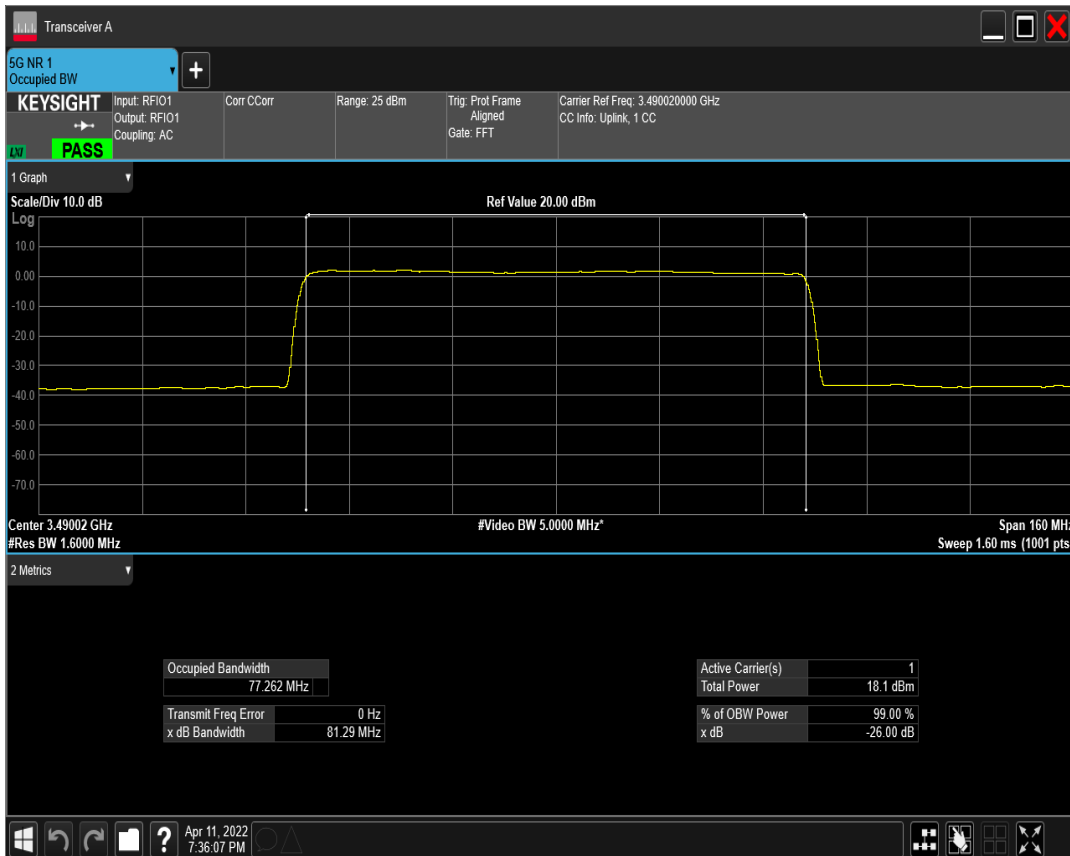 Transceiver A
5G NR 1
Occupied BW
+
KEYSIGHT
LXI
PASS
Input: RFIO1
Output: RFIO1
Coupling: AC
Corr CCorr
Range: 25 dBm
Trig: Prot Frame
Aligned
Gate: FFT
Carrier Ref Freq: 3.490020000 GHz
CC Info: Uplink, 1 CC
1 Graph
Scale/Div 10.0 dB
Ref Value 20.00 dBm
Log
10.0
0.00
-10.0
-20.0
-30.0
-40.0
-50.0
-60.0
-70.0
Center 3.49002 GHz
#Video BW 5.0000 MHz*
Span 160 MHz
#Res BW 1.6000 MHz
Sweep 1.60 ms (1001 pts
2 Metrics
Occupied Bandwidth
77.262 MHz
Transmit Freq Error 0 Hz
x dB Bandwidth 81.29 MHz
Active Carrier(s) 1
Total Power 18.1 dBm
% of OBW Power 99.00 %
x dB -26.00 dB
?
Apr 11, 2022
7:36:07 PM